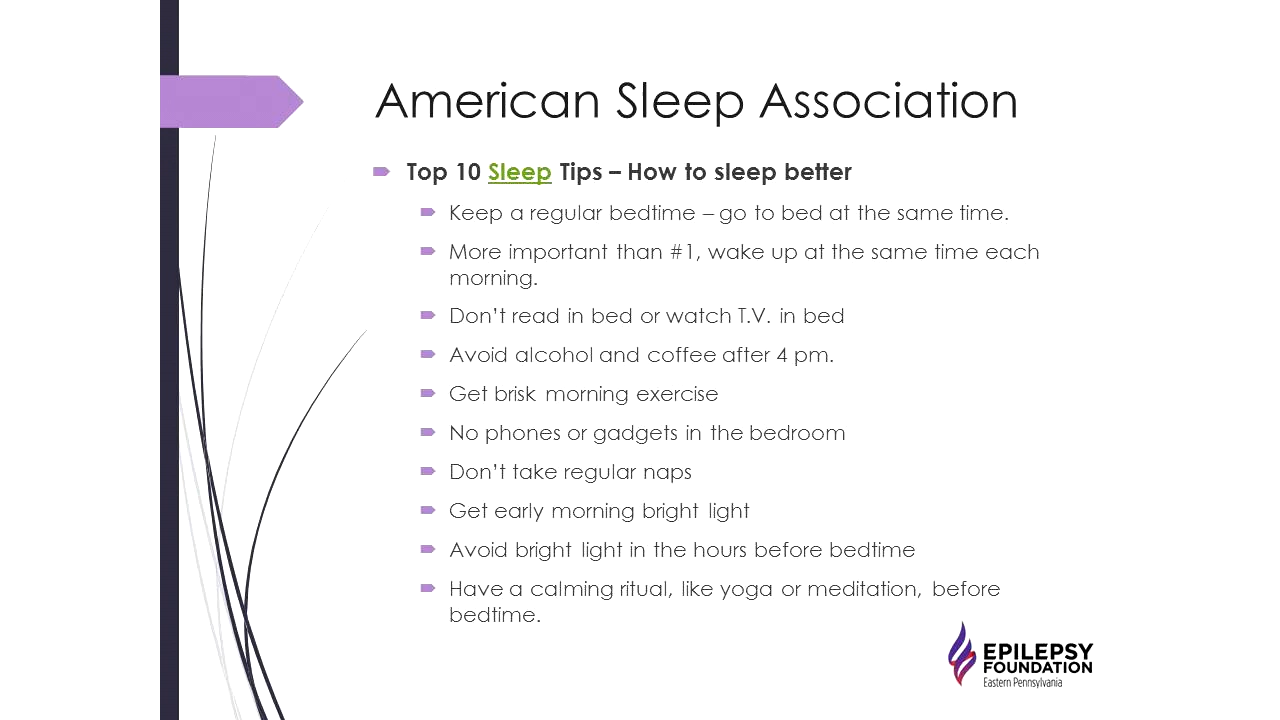 American Sleep Association
Top 10 Sleep Tips – How to sleep better
Keep a regular bedtime – go to bed at the same time.
More important than #1, wake up at the same time each
morning.
Don’t read in bed or watch T.V. in bed
Avoid alcohol and coffee after 4 pm.
Get brisk morning exercise
No phones or gadgets in the bedroom
Don’t take regular naps
Get early morning bright light
Avoid bright light in the hours before bedtime
Have a calming ritual, like yoga or meditation, before
bedtime.
EPILEPSY
FOUNDATION
Eastern Pennsylvania